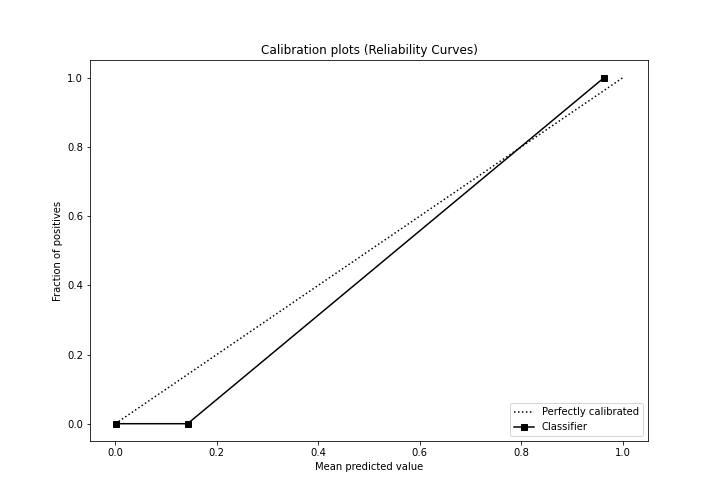 Calibration plots (Reliability Curves)
1.0
0.8
0.6
0.4
0.2
0.0
Fraction of positives
0.0 0.2 0.4 0.6 0.8 1.0
Mean predicted value
Perfectly calibrated
Classifier